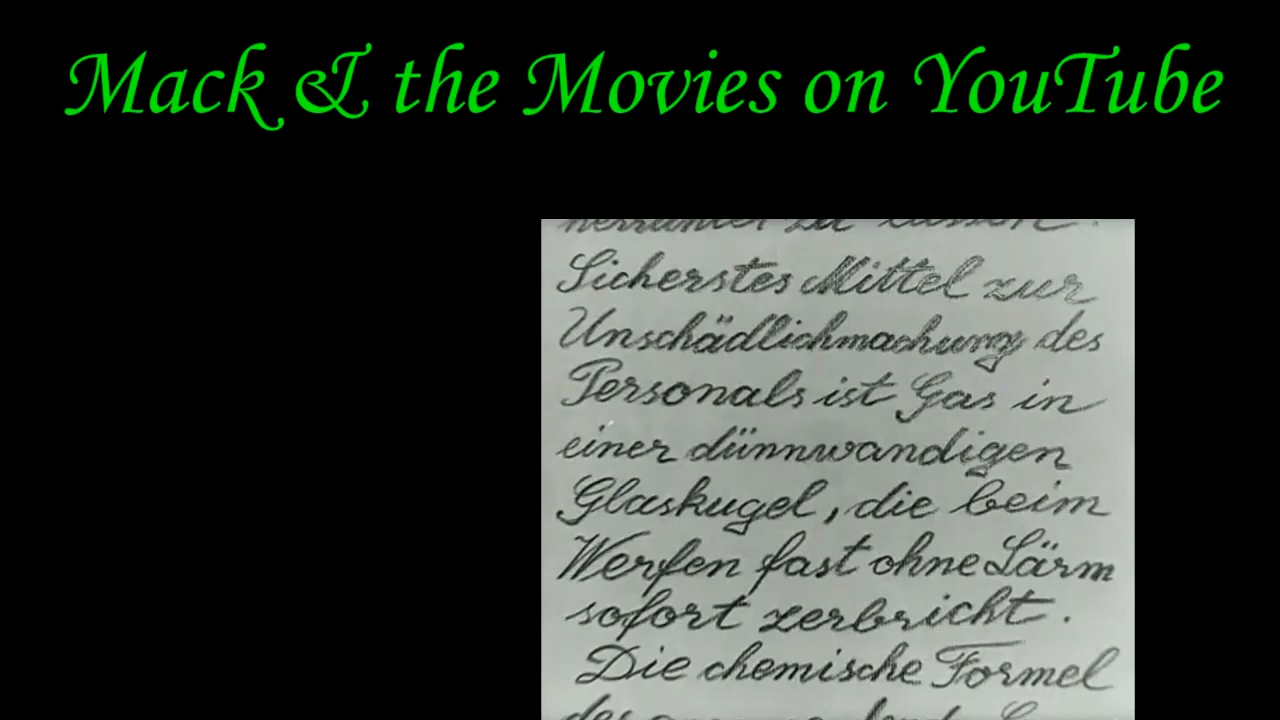 Mack & the Movies on YouTube
Sicherstes Mittel zur
Unschädlichmachung des
Personals ist Gas in
einer dünnwandigen
Glaskugel, die beim
Werfen fast ohne Lärm
sofort zerbricht.
Die chemische Formel